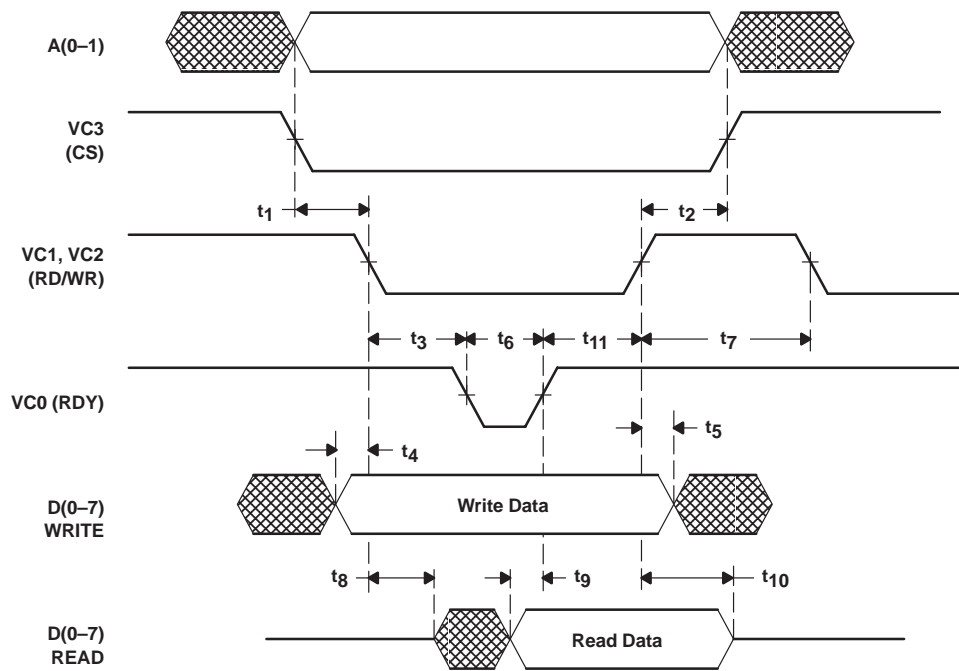 A(0–1)
VC3
(CS)
t1
t2
VC1, VC2
(RD/WR)
t3
t6
t11
t7
VC0 (RDY)
t5
t4
D(0–7)
WRITE
Write Data
t8
t9
t10
D(0–7)
READ
Read Data